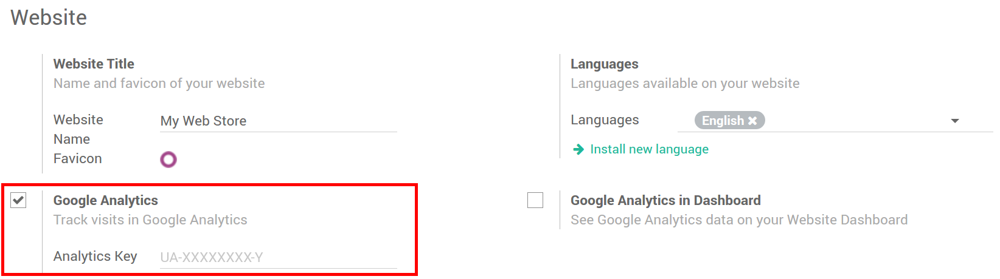 Website
Website Title
Name and favicon of your website
Website
Name
My Web Store
Favicon
Languages
Languages available on your website
Languages
English
Install new language
Google Analytics
Track visits in Google Analytics
Analytics Key
UA-XXXXXXXX-Y
Google Analytics in Dashboard
See Google Analytics data on your Website Dashboard